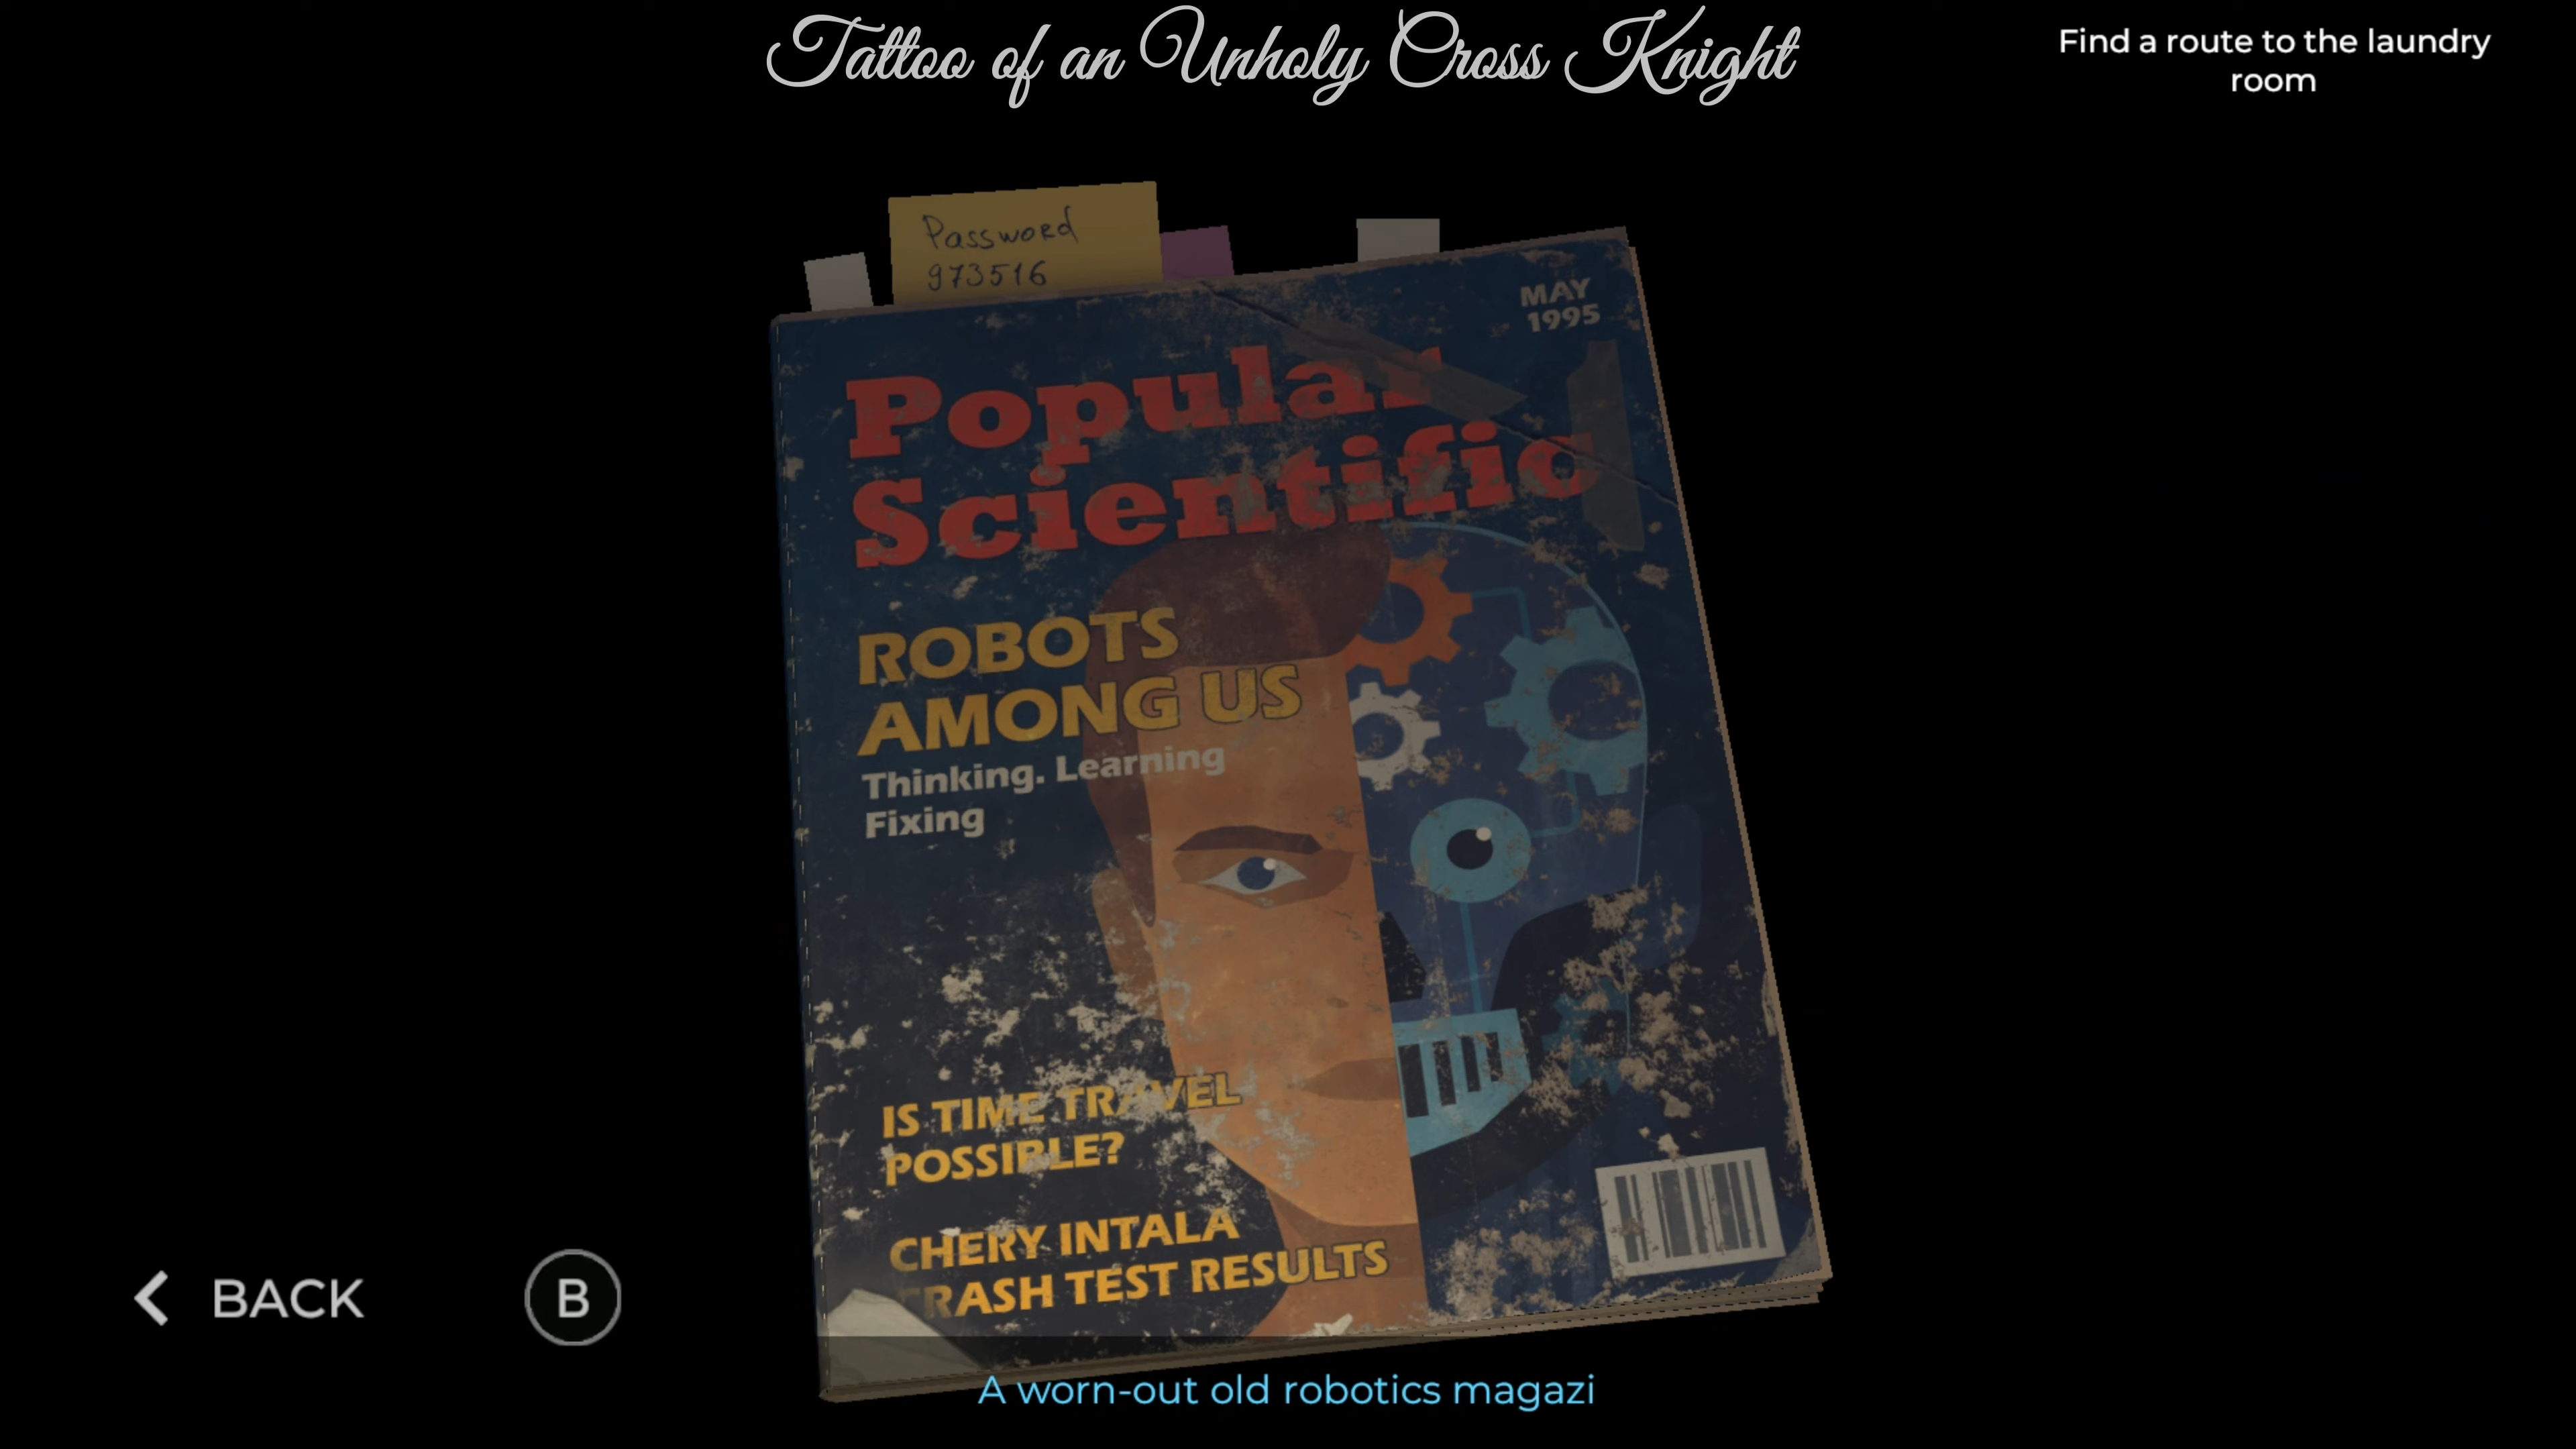 Tattoo of an Unholy Cross Knight
Find a route to the laundry
room
Password
973516
MAY
1995
Popular
Scientific
ROBOTS
AMONG US
Thinking. Learning
Fixing
IS TIME TRAVEL
POSSIBLE?
CHERY INTALA
CRASH TEST RESULTS
BACK
B
A worn-out old robotics magazi